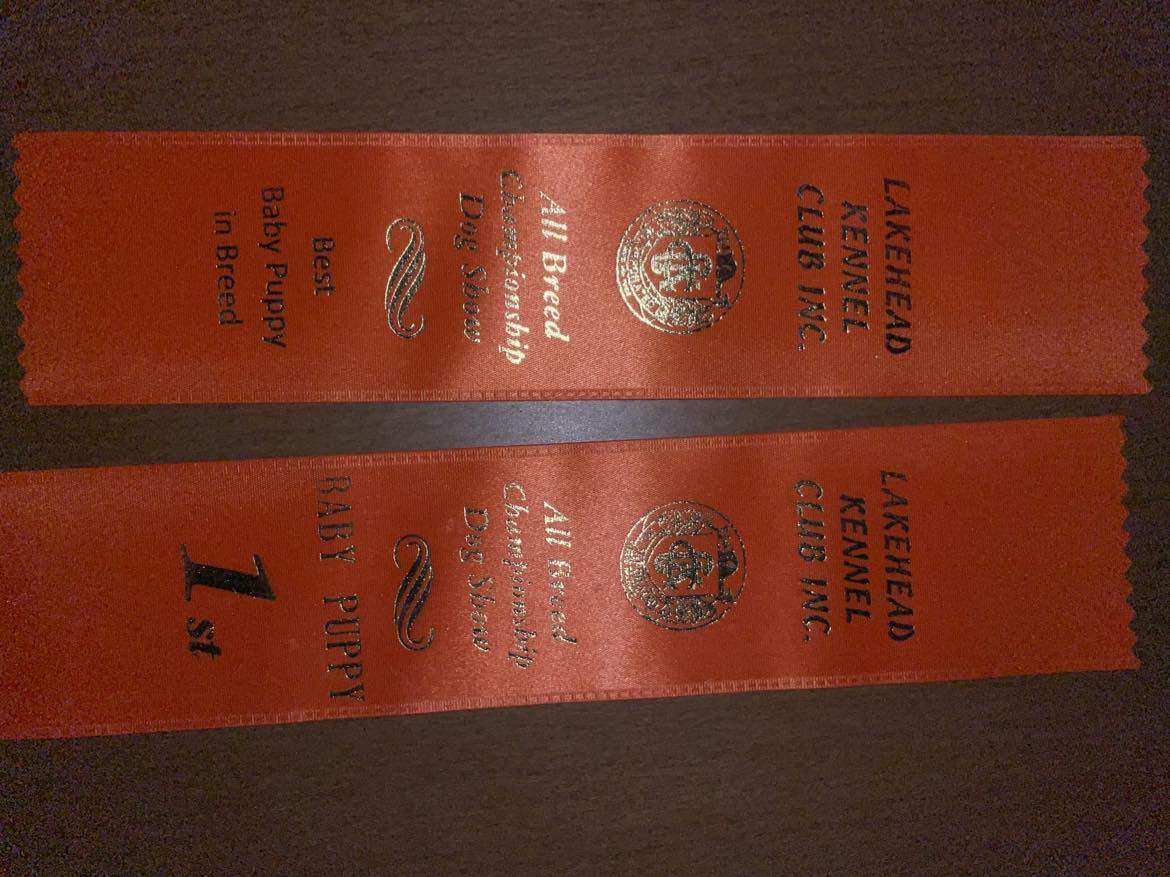 LAKEHEAD
KENNEL
CLUB INC.
All Breed
Championship
Dog Show
Best
Baby Puppy
in Breed
LAKEHEAD
KENNEL
CLUB INC.
All Breed
Championship
Dog Show
BABY PUPPY
1st